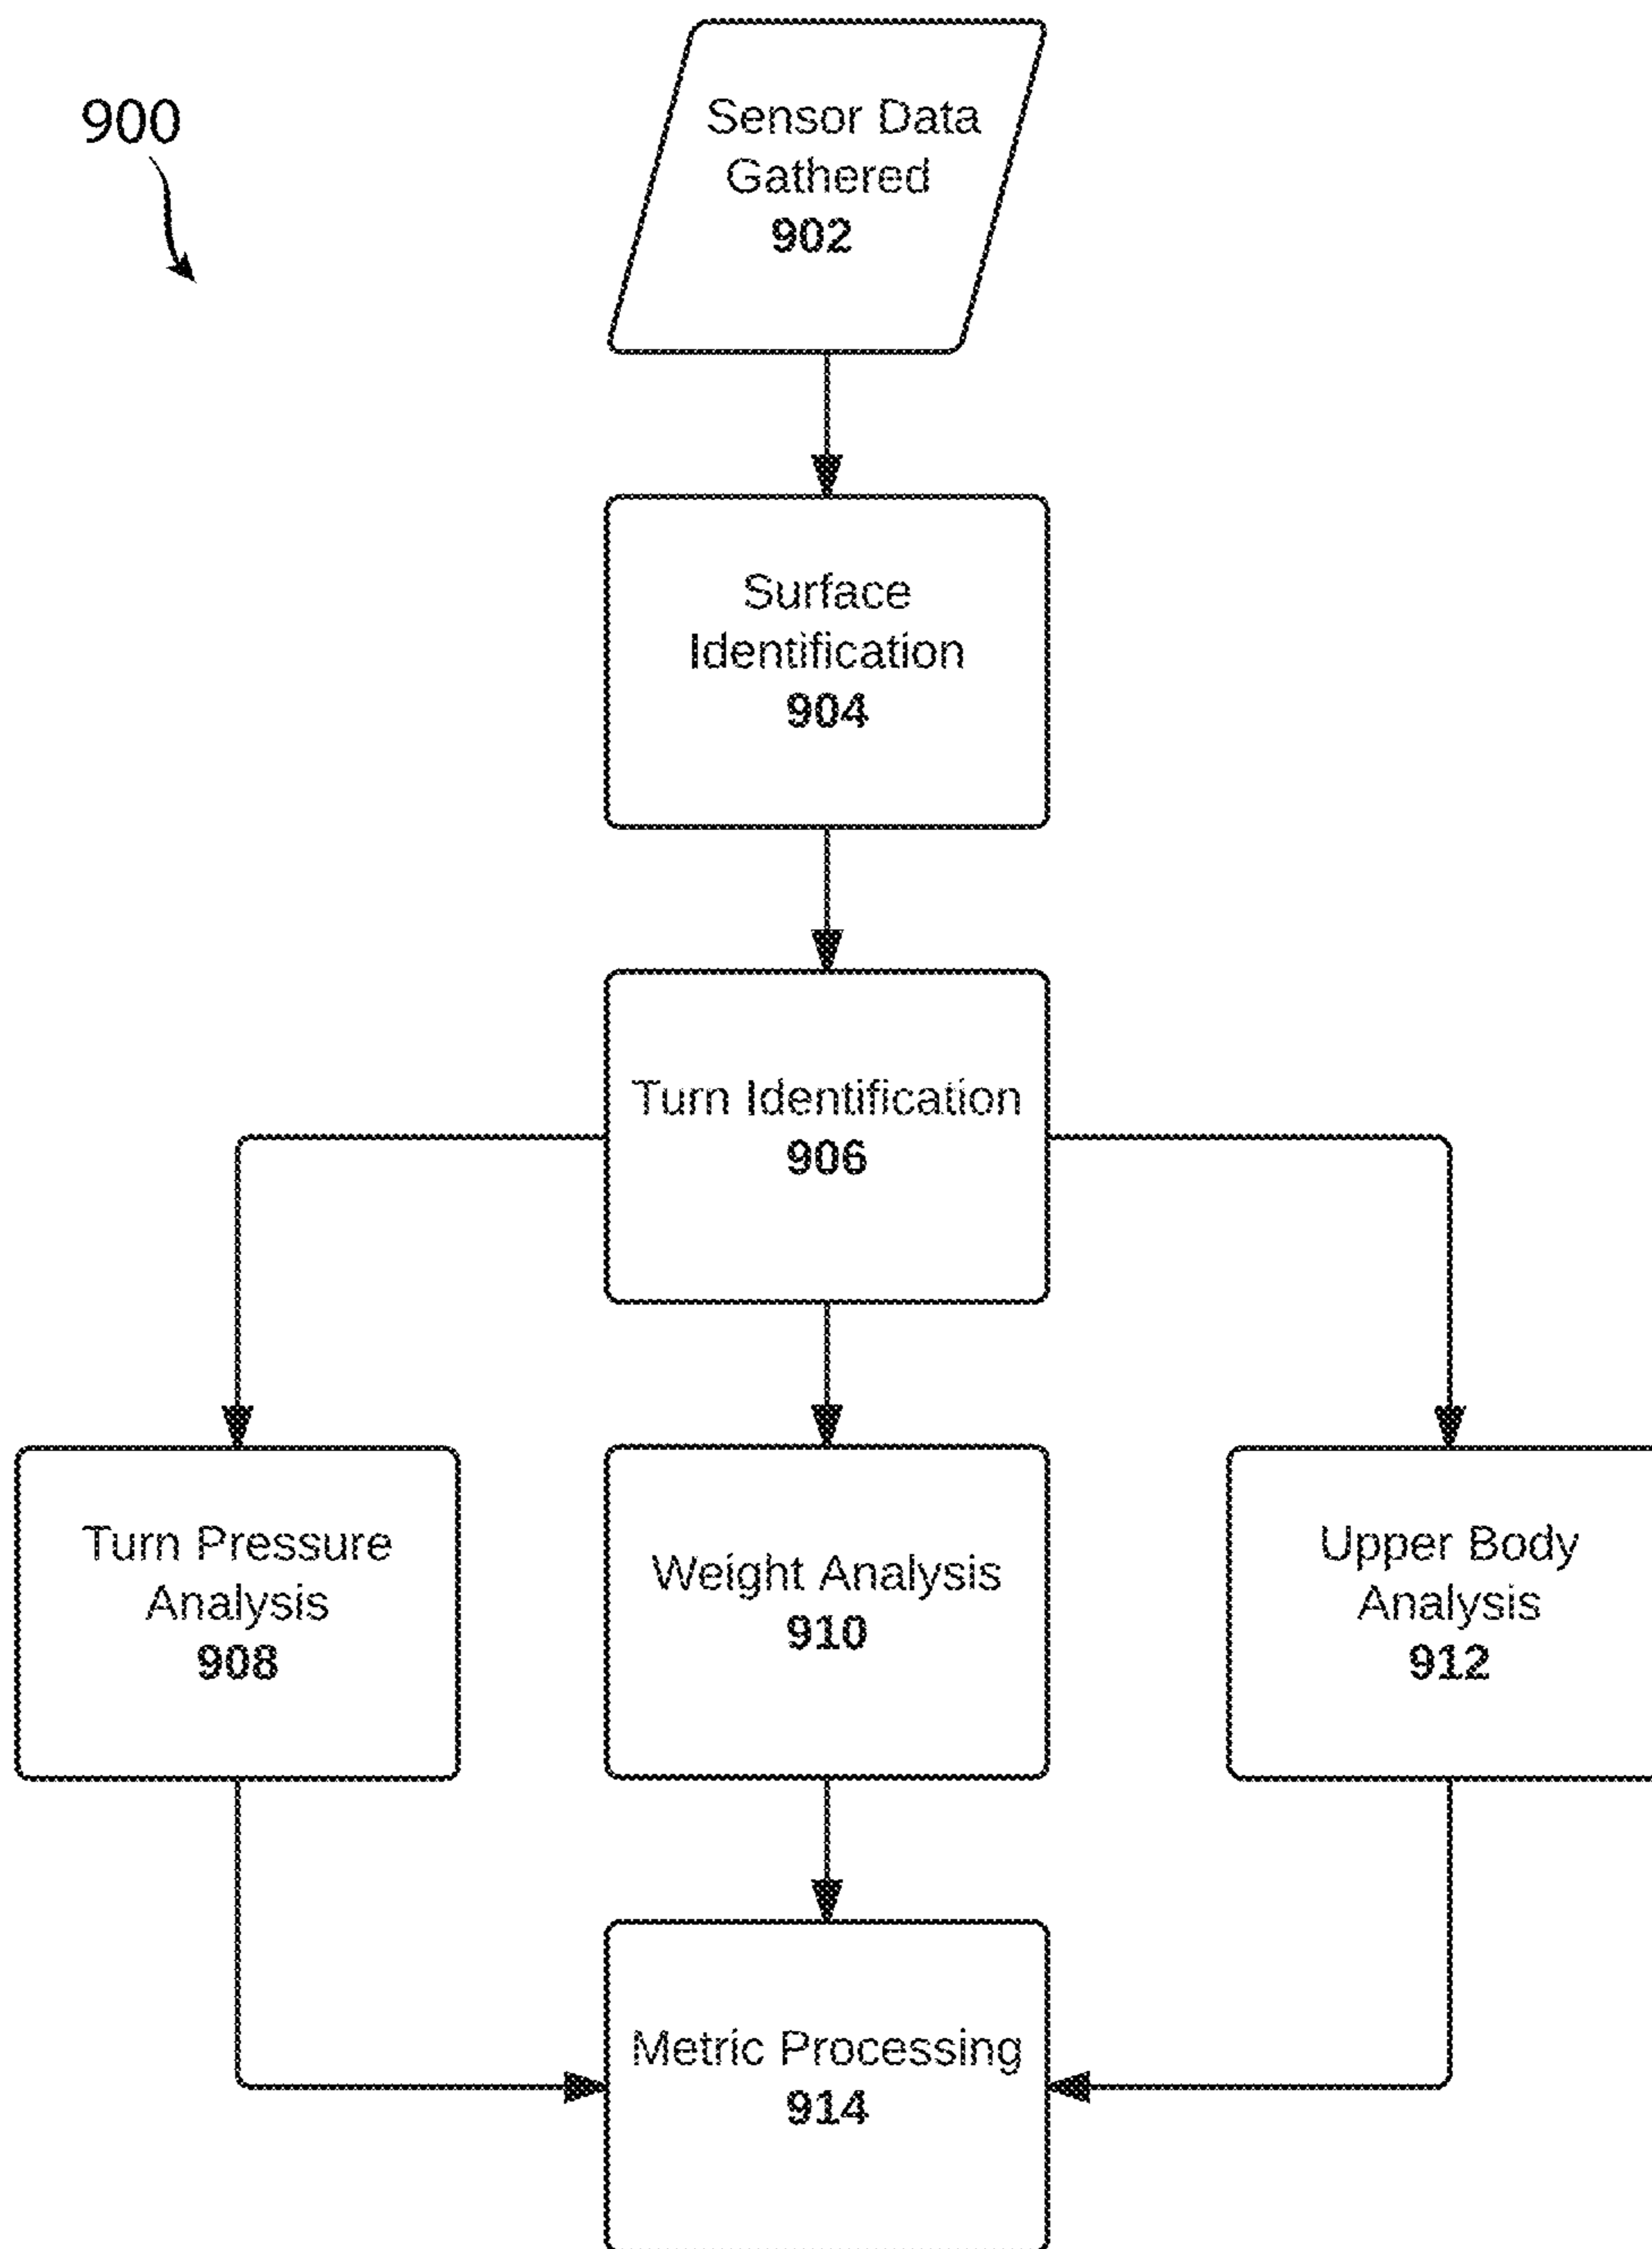 900
Sensor Data
Gathered
902
Surface
Identification
904
Turn Identification
906
Turn Pressure
Analysis
908
Weight Analysis
910
Upper Body
Analysis
912
Metric Processing
914